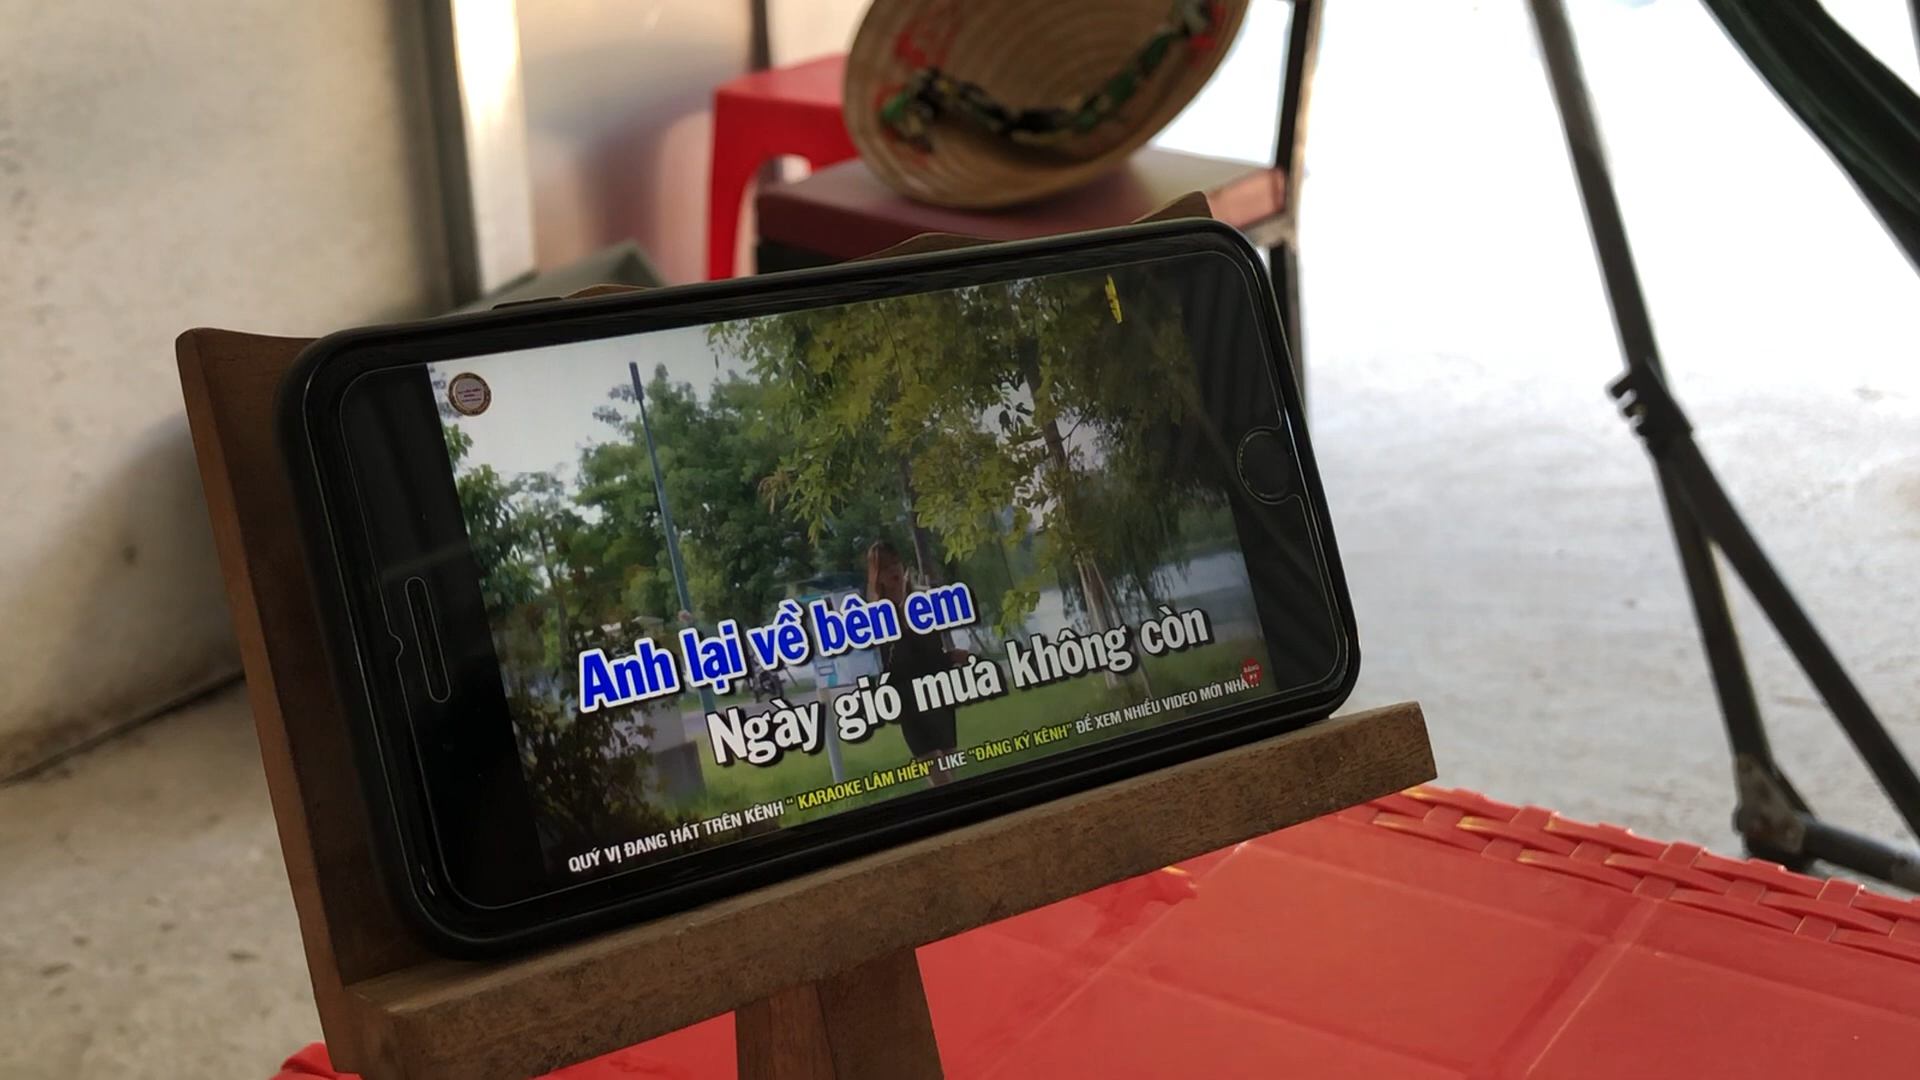 Anh lại về bên em
Ngày gió mưa không còn
QUÝ VỊ ĐANG HÁT TRÊN KÊNH “ KARAOKE LÂM HIỀN” LIKE “ĐĂNG KÝ KÊNH” ĐỂ XEM NHIỀU VIDEO MỚI